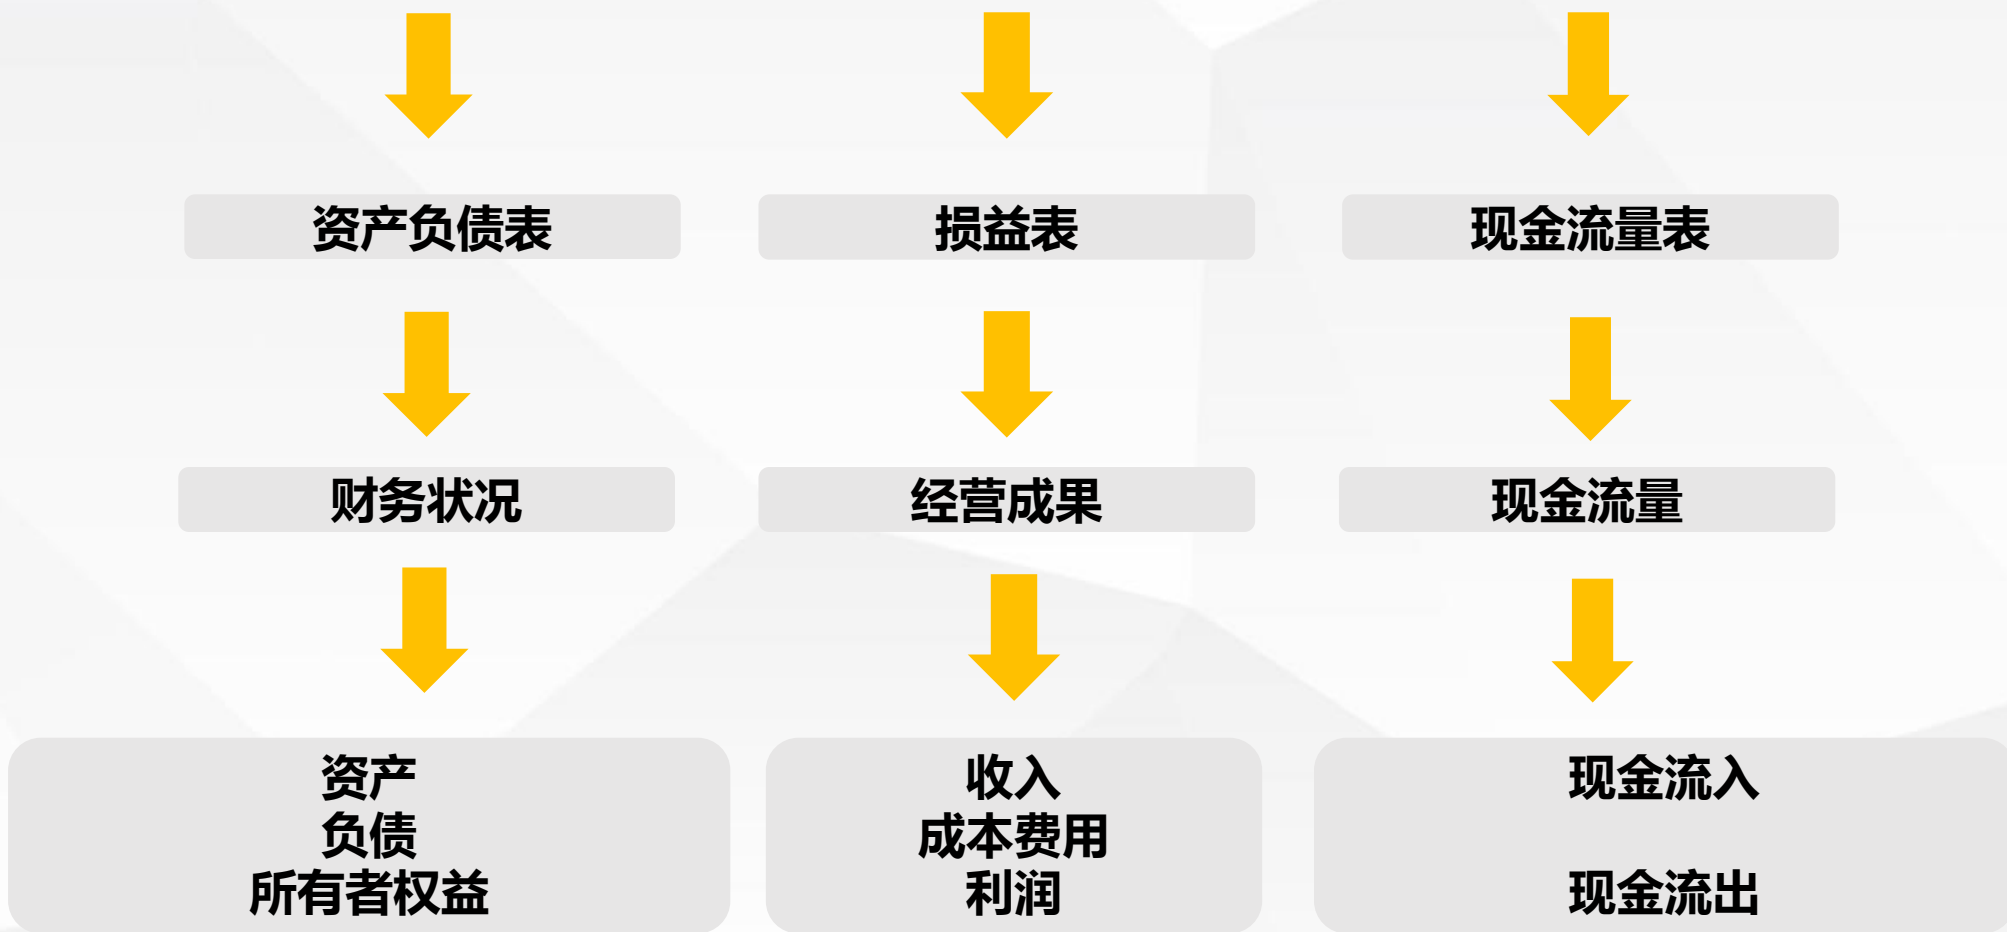 资产负债表
损益表
现金流量表
财务状况
经营成果
现金流量
资产
负债
所有者权益
收入
成本费用
利润
现金流入
现金流出